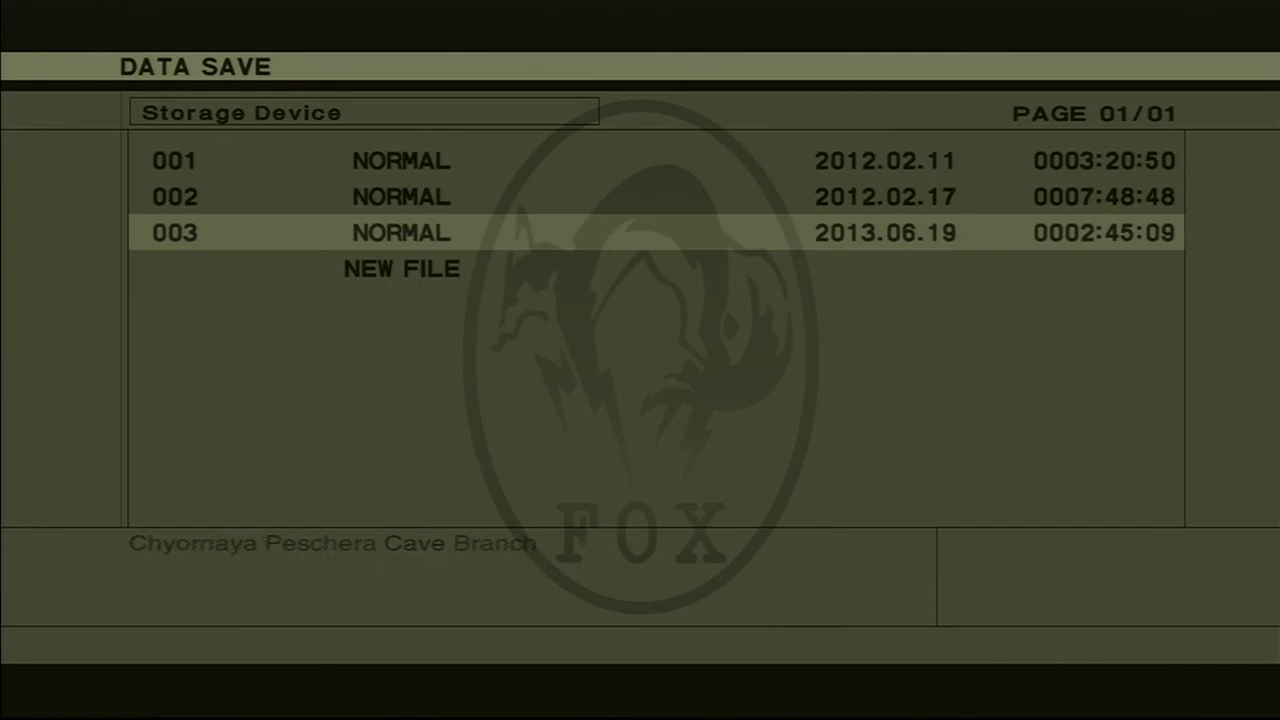 DATA SAVE
Storage Device PAGE 01/01
001 NORMAL 2012.02.11 0003:20:50
002 NORMAL 2012.02.17 0007:48:48
003 NORMAL 2013.06.19 0002:45:09
NEW FILE
Chyornaya Peschera Cave Branch
FOX